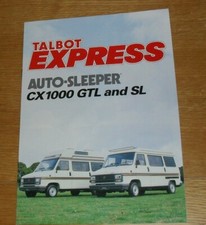 TALBOT
EXPRESS
AUTO-SLEEPER
CX1000 GTL and SL